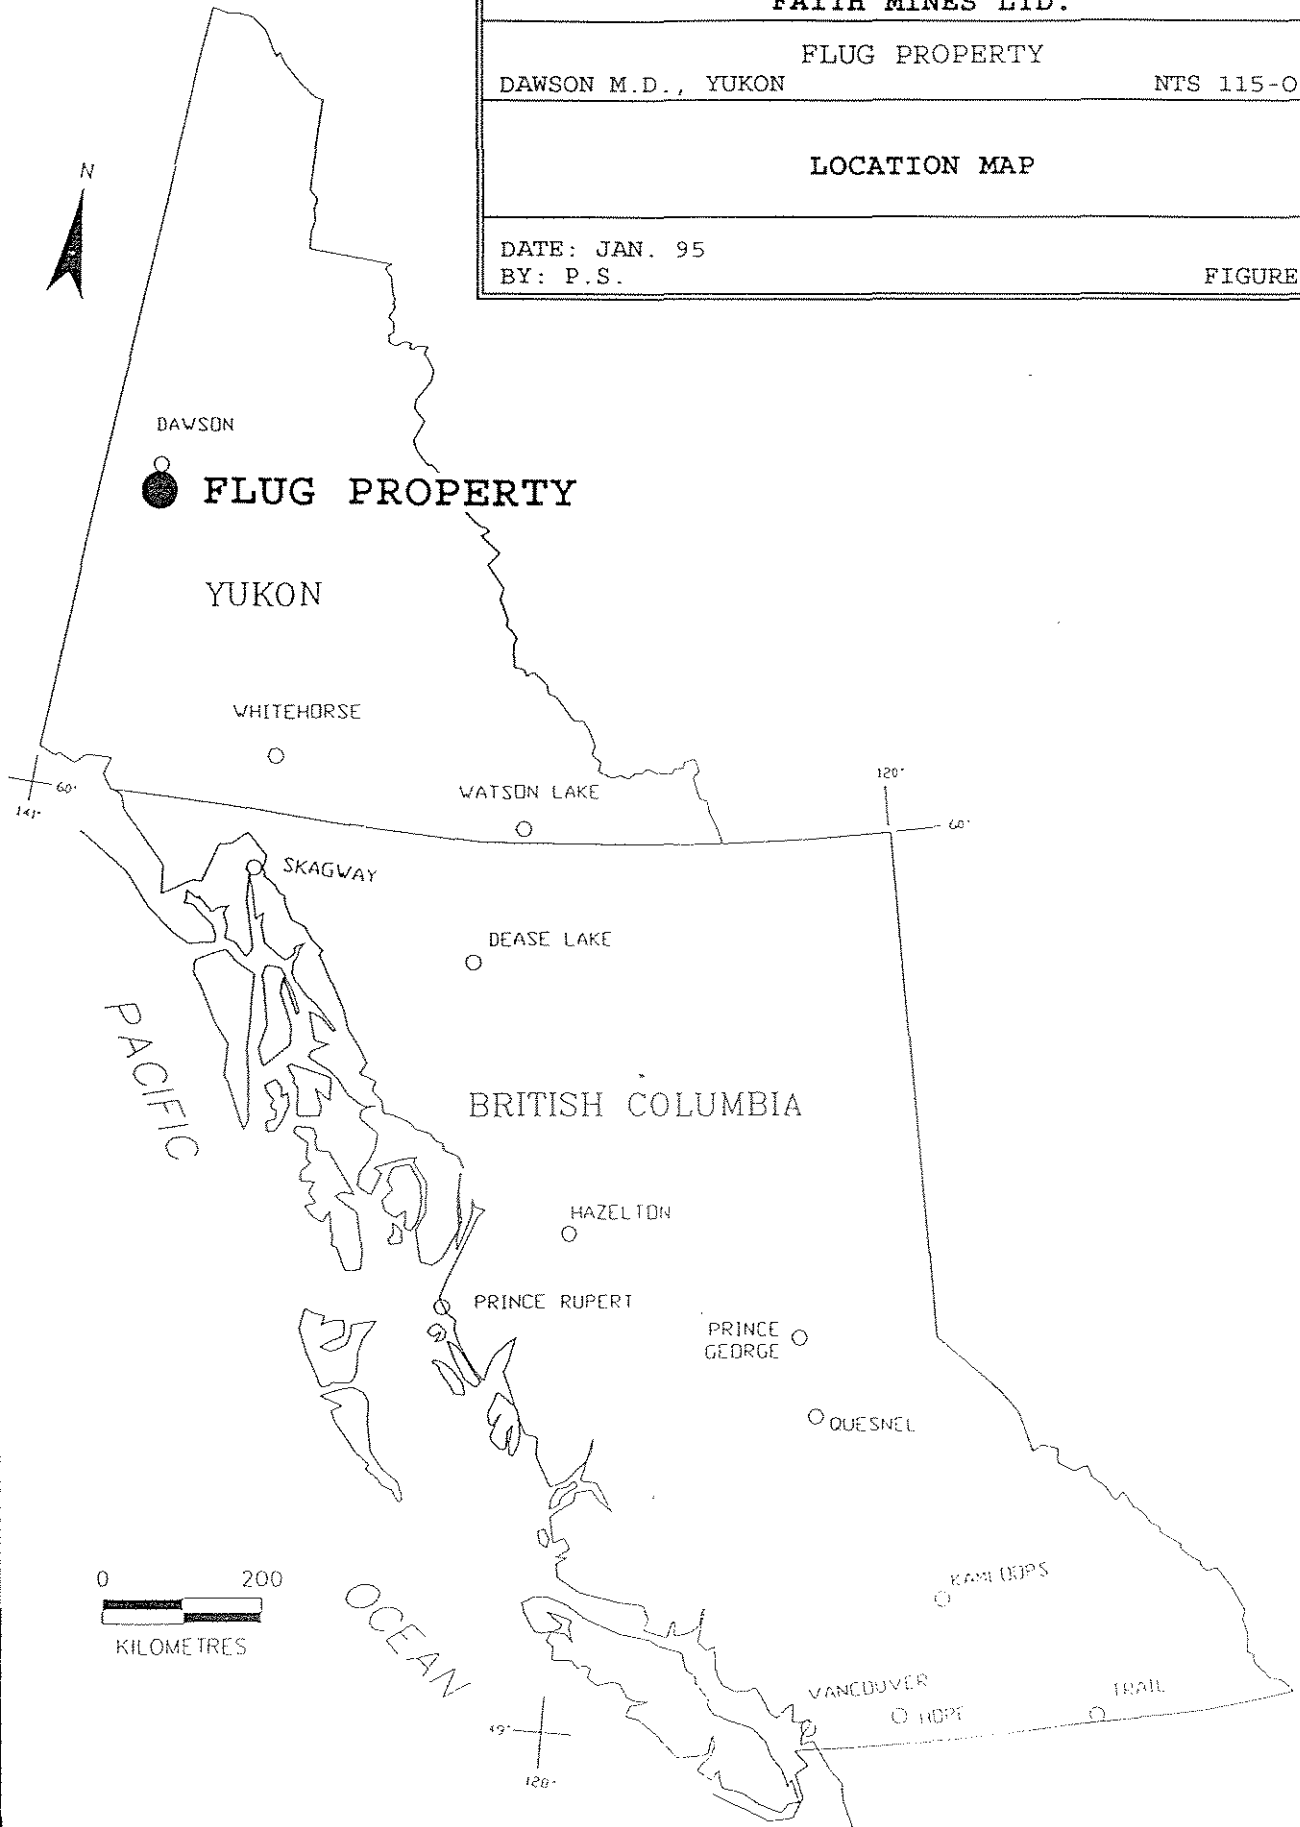 FAITH MINES LTD.
FLUG PROPERTY
DAWSON M.D., YUKON NTS 115-O
LOCATION MAP
DATE: JAN. 95
BY: P.S. FIGURE
N
DAWSON
FLUG PROPERTY
YUKON
WHITEHORSE
60°
141°
WATSON LAKE
120°
60°
SKAGWAY
DEASE LAKE
PACIFIC
BRITISH COLUMBIA
HAZELTON
PRINCE RUPERT
PRINCE
GEORGE
QUESNEL
0 200
KILOMETRES
OCEAN
KAMLOOPS
VANCOUVER
HOPE
TRAIL
49°
128°